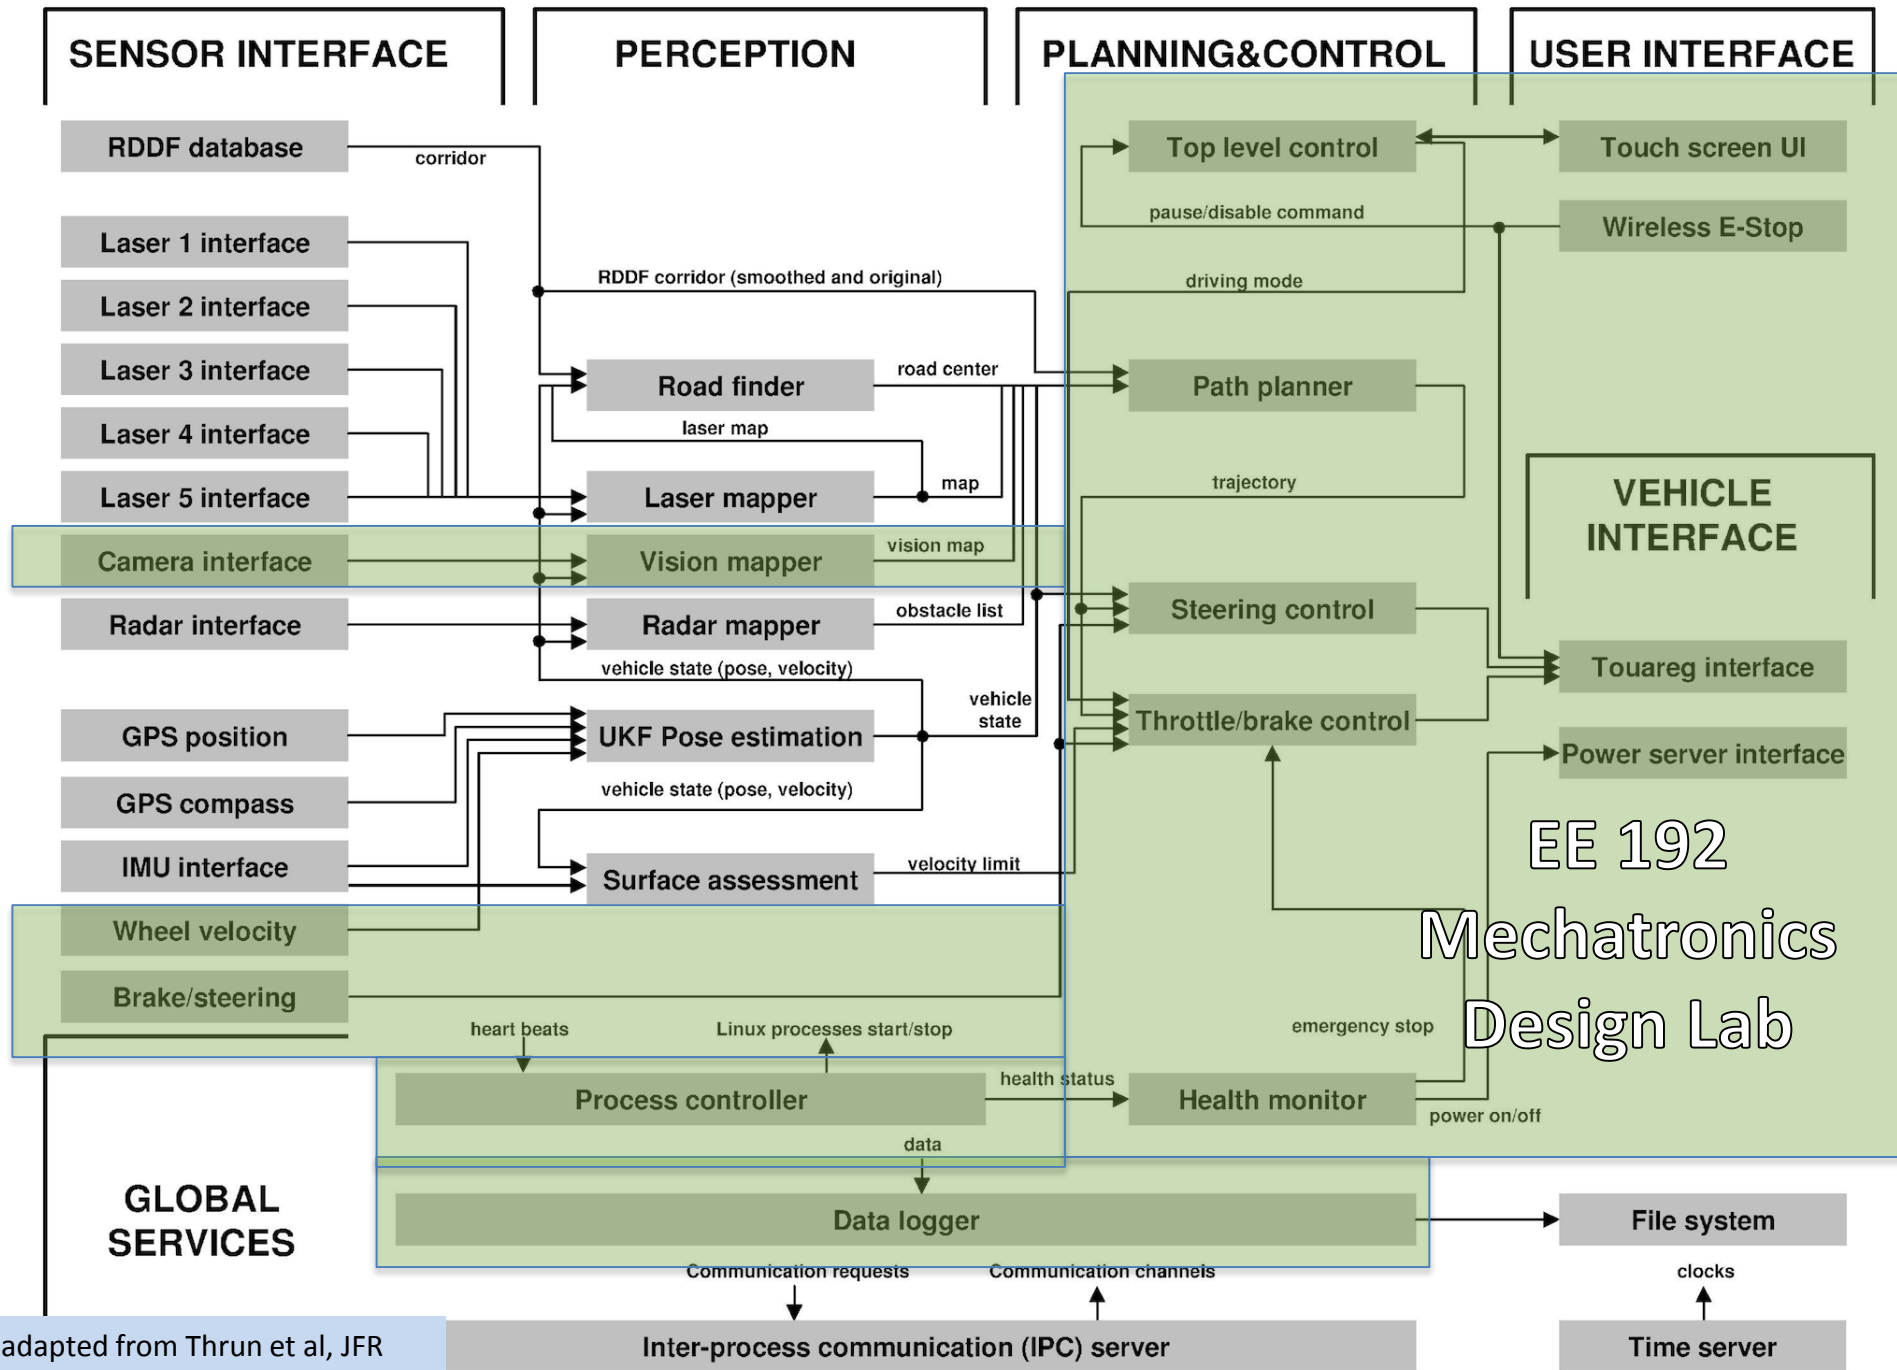 SENSOR INTERFACE
PERCEPTION
PLANNING&CONTROL
USER INTERFACE
RDDF database
corridor
Top level control
Touch screen UI
pause/disable command
Wireless E-Stop
Laser 1 interface
RDDF corridor (smoothed and original)
driving mode
Laser 2 interface
Laser 3 interface
Road finder
road center
Path planner
Laser 4 interface
laser map
Laser 5 interface
Laser mapper
map
trajectory
VEHICLE
INTERFACE
Camera interface
Vision mapper
vision map
Radar interface
Radar mapper
obstacle list
Steering control
vehicle state (pose, velocity)
Touareg interface
vehicle
state
GPS position
UKF Pose estimation
Throttle/brake control
Power server interface
vehicle state (pose, velocity)
GPS compass
IMU interface
Surface assessment
velocity limit
EE 192
Mechatronics
Design Lab
Wheel velocity
Brake/steering
heart beats
Linux processes start/stop
emergency stop
Process controller
health status
Health monitor
power on/off
data
GLOBAL
SERVICES
Data logger
File system
Communication requests
Communication channels
clocks
adapted from Thrun et al, JFR
Inter-process communication (IPC) server
Time server